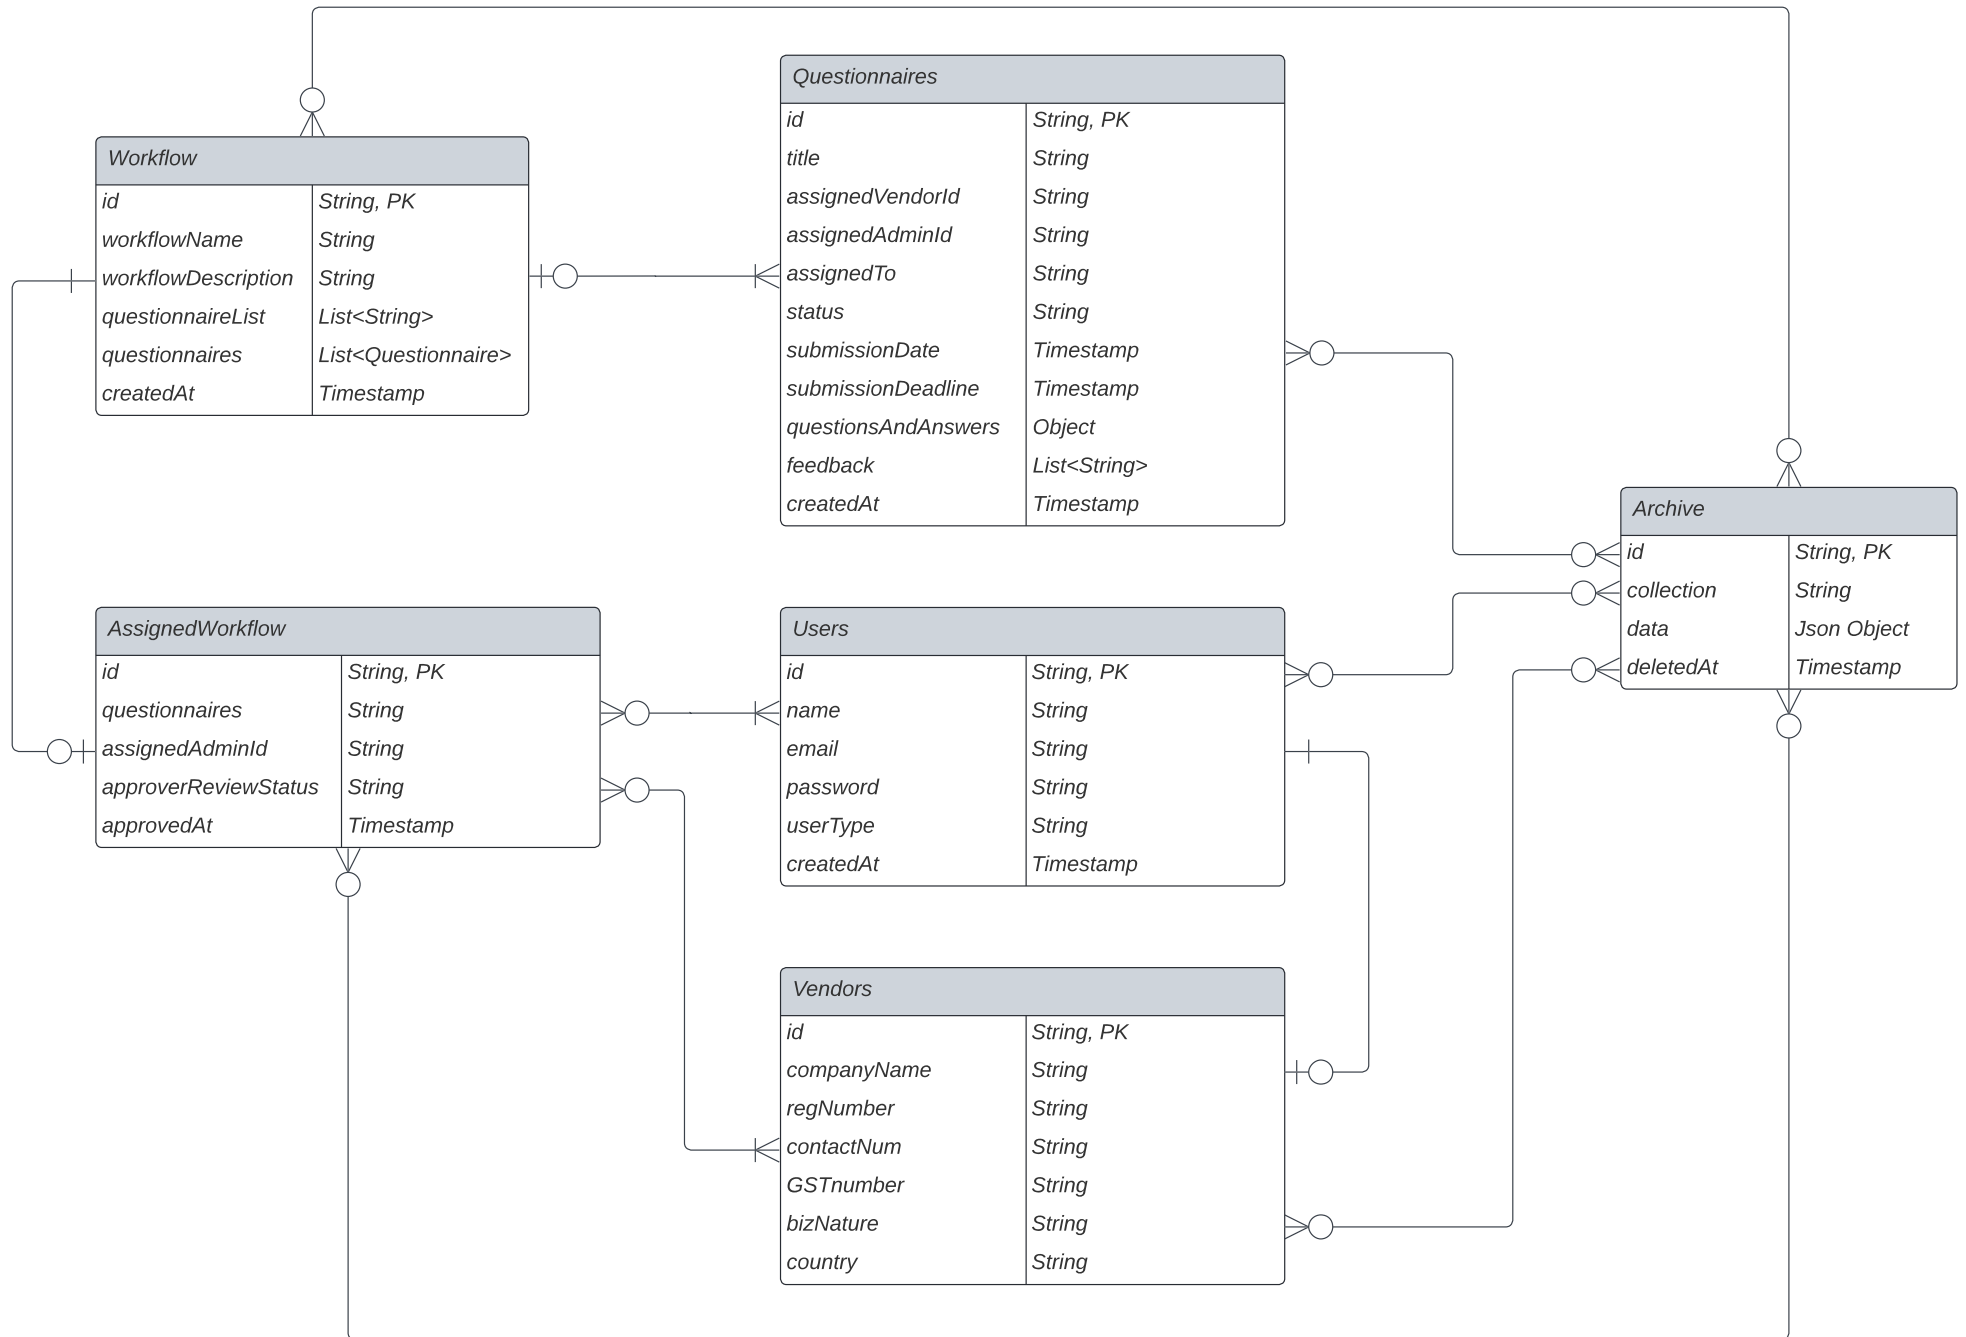 Workflow
id String, PK
workflowName String
workflowDescription String
questionnaireList List<String>
questionnaires List<Questionnaire>
createdAt Timestamp
Questionnaires
id String, PK
title String
assignedVendorId String
assignedAdminId String
assignedTo String
status String
submissionDate Timestamp
submissionDeadline Timestamp
questionsAndAnswers Object
feedback List<String>
createdAt Timestamp
Archive
id String, PK
collection String
data Json Object
deletedAt Timestamp
AssignedWorkflow
id String, PK
questionnaires String
assignedAdminId String
approverReviewStatus String
approvedAt Timestamp
Users
id String, PK
name String
email String
password String
userType String
createdAt Timestamp
Vendors
id String, PK
companyName String
regNumber String
contactNum String
GSTnumber String
bizNature String
country String